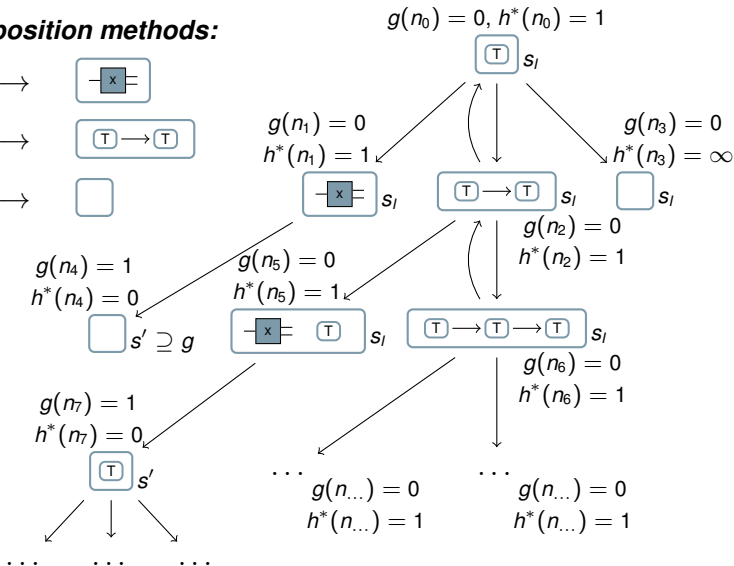 g(n0) = 0, h*(n0) = 1
position methods:
T sI
x
g(n1) = 0
h*(n1) = 1
g(n3) = 0
h*(n3) = ∞
T T
x sI
T T sI
sI
g(n2) = 0
h*(n2) = 1
g(n4) = 1
h*(n4) = 0
g(n5) = 0
h*(n5) = 1
s′ ⊇ g
x T sI
T T T sI
g(n6) = 0
h*(n6) = 1
g(n7) = 1
h*(n7) = 0
T s′
... ...
g(n...) = 0
h*(n...) = 1
g(n...) = 0
h*(n...) = 1
... ... ...